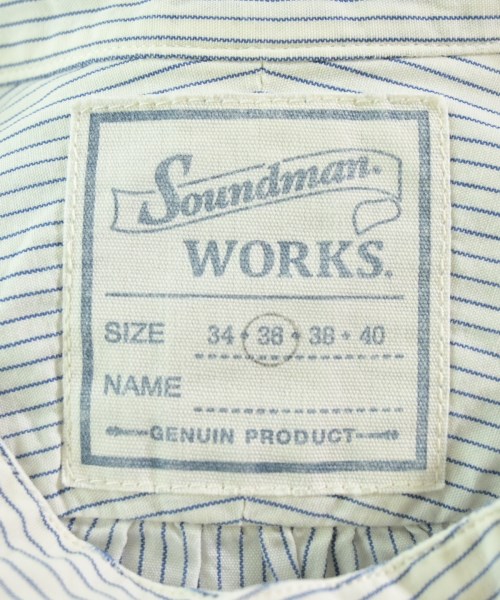 Soundman.
WORKS.
SIZE 34 • 36 • 38 • 40
NAME
GENUIN PRODUCT